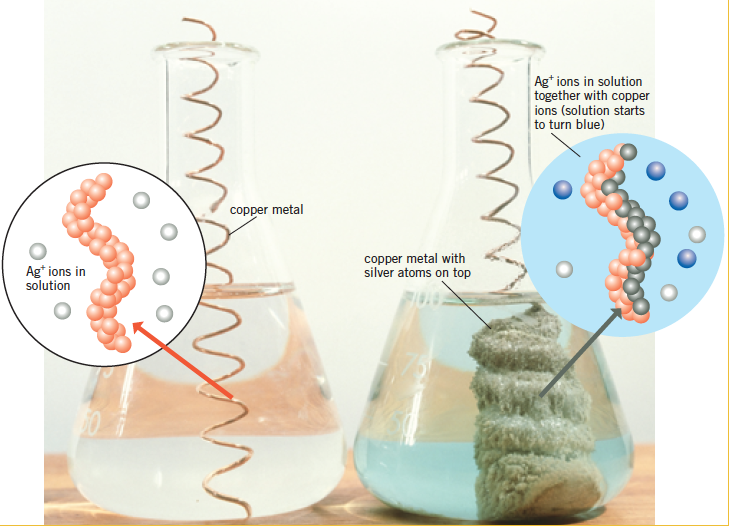 Ag⁺ ions in
solution
copper metal
copper metal with
silver atoms on top
Ag⁺ ions in solution
together with copper
ions (solution starts
to turn blue)